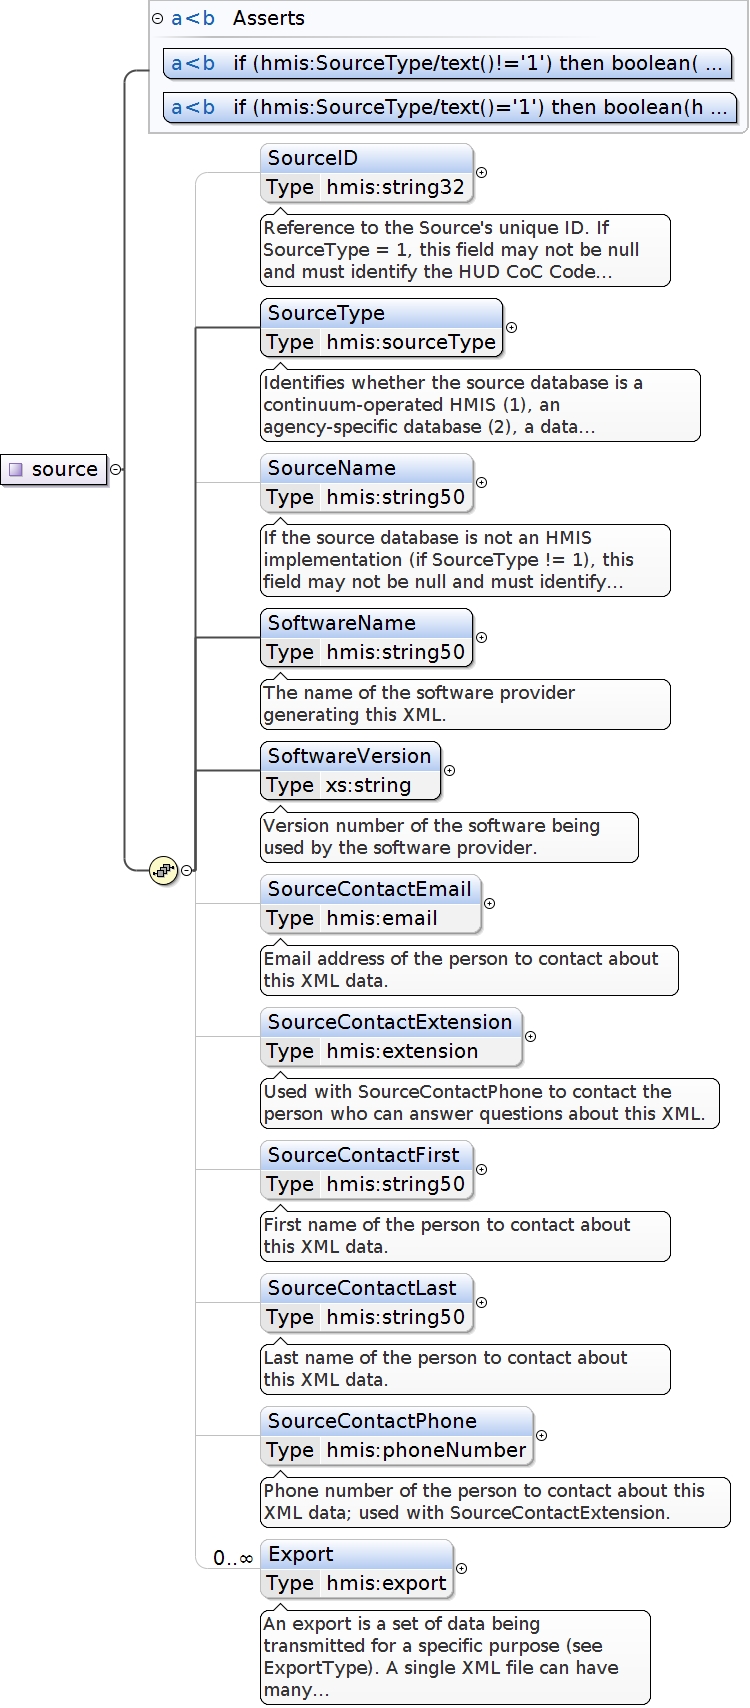 a<b Asserts
a<b if (hmis:SourceType/text()!='1') then boolean( ...
a<b if (hmis:SourceType/text()='1') then boolean(h ...
SourceID
Type hmis:string32
Reference to the Source's unique ID. If
SourceType = 1, this field may not be null
and must identify the HUD CoC Code...
SourceType
Type hmis:sourceType
Identifies whether the source database is a
continuum-operated HMIS (1), an
agency-specific database (2), a data...
source
SourceName
Type hmis:string50
If the source database is not an HMIS
implementation (if SourceType != 1), this
field may not be null and must identify...
SoftwareName
Type hmis:string50
The name of the software provider
generating this XML.
SoftwareVersion
Type xs:string
Version number of the software being
used by the software provider.
SourceContactEmail
Type hmis:email
Email address of the person to contact about
this XML data.
SourceContactExtension
Type hmis:extension
Used with SourceContactPhone to contact the
person who can answer questions about this XML.
SourceContactFirst
Type hmis:string50
First name of the person to contact about
this XML data.
SourceContactLast
Type hmis:string50
Last name of the person to contact about
this XML data.
SourceContactPhone
Type hmis:phoneNumber
Phone number of the person to contact about this
XML data; used with SourceContactExtension.
0..∞ Export
Type hmis:export
An export is a set of data being
transmitted for a specific purpose (see
ExportType). A single XML file can have
many...